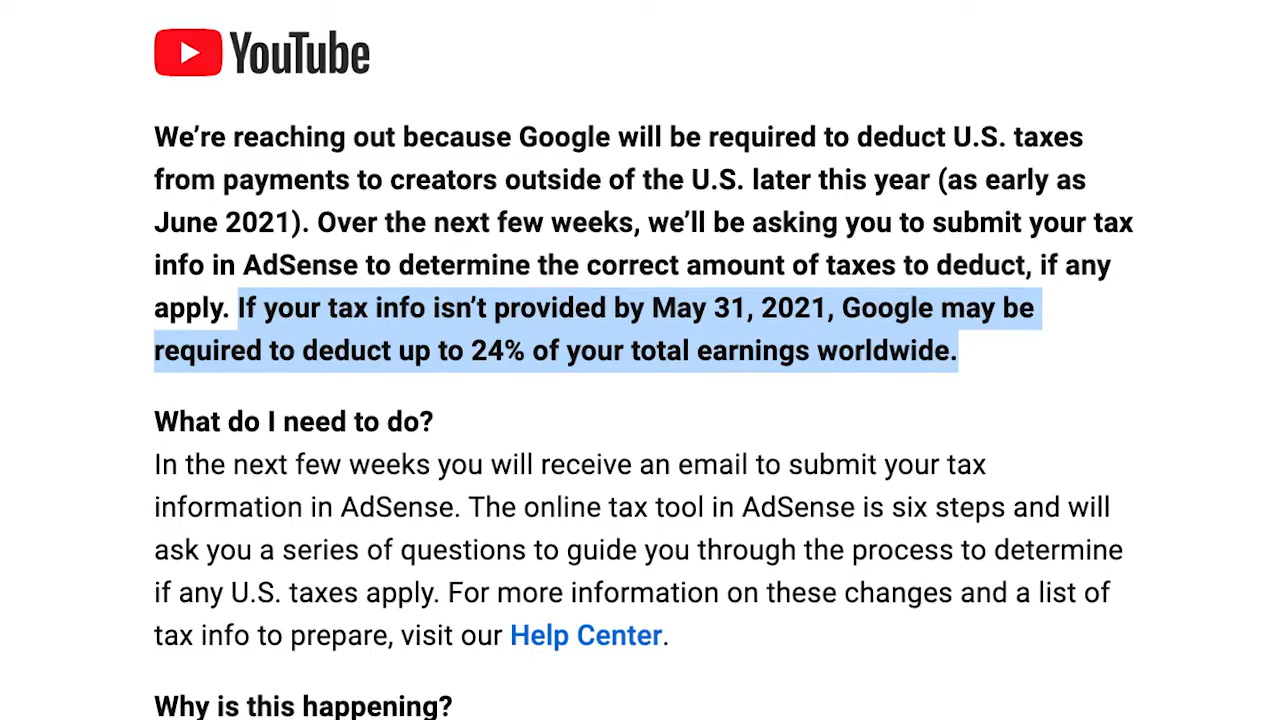 YouTube
We’re reaching out because Google will be required to deduct U.S. taxes
from payments to creators outside of the U.S. later this year (as early as
June 2021). Over the next few weeks, we’ll be asking you to submit your tax
info in AdSense to determine the correct amount of taxes to deduct, if any
apply. If your tax info isn’t provided by May 31, 2021, Google may be
required to deduct up to 24% of your total earnings worldwide.
What do I need to do?
In the next few weeks you will receive an email to submit your tax
information in AdSense. The online tax tool in AdSense is six steps and will
ask you a series of questions to guide you through the process to determine
if any U.S. taxes apply. For more information on these changes and a list of
tax info to prepare, visit our Help Center.
Why is this happening?